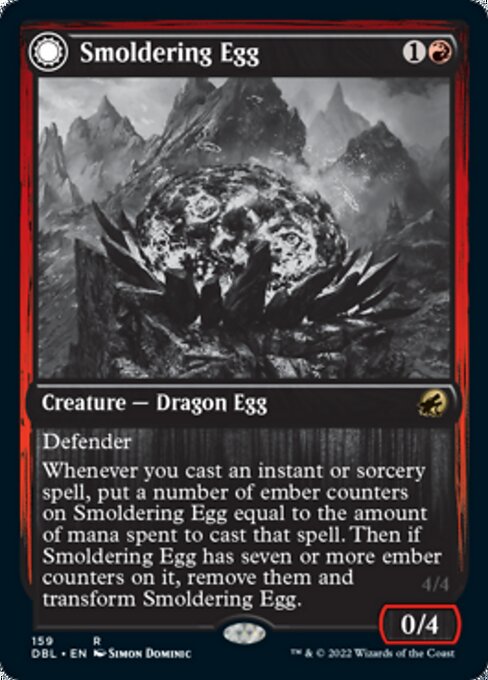 Smoldering Egg 1
Creature — Dragon Egg
Defender
Whenever you cast an instant or sorcery
spell, put a number of ember counters
on Smoldering Egg equal to the amount
of mana spent to cast that spell. Then if
Smoldering Egg has seven or more ember
counters on it, remove them and
transform Smoldering Egg.
4/4
0/4
159 R
DBL • EN Simon Dominic
™ & © 2022 Wizards of the Coast